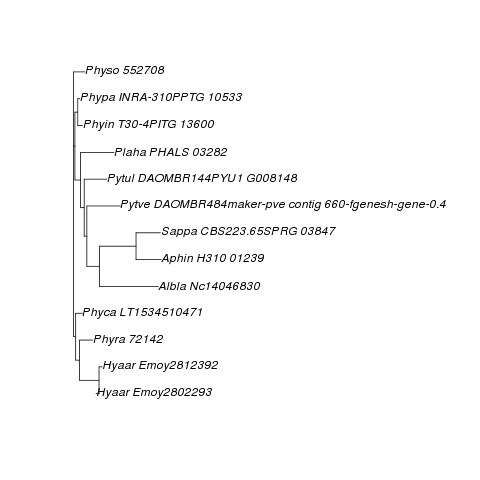 Physo 552708
Phypa INRA-310PPTG 10533
Phyin T30-4PITG 13600
Plaha PHALS 03282
Pytul DAOMBR144PYU1 G008148
Pytve DAOMBR484maker-pve contig 660-fgenesh-gene-0.4
Sappa CBS223.65SPRG 03847
Aphin H310 01239
Albla Nc14046830
Phyca LT1534510471
Phyra 72142
Hyaar Emoy2812392
Hyaar Emoy2802293